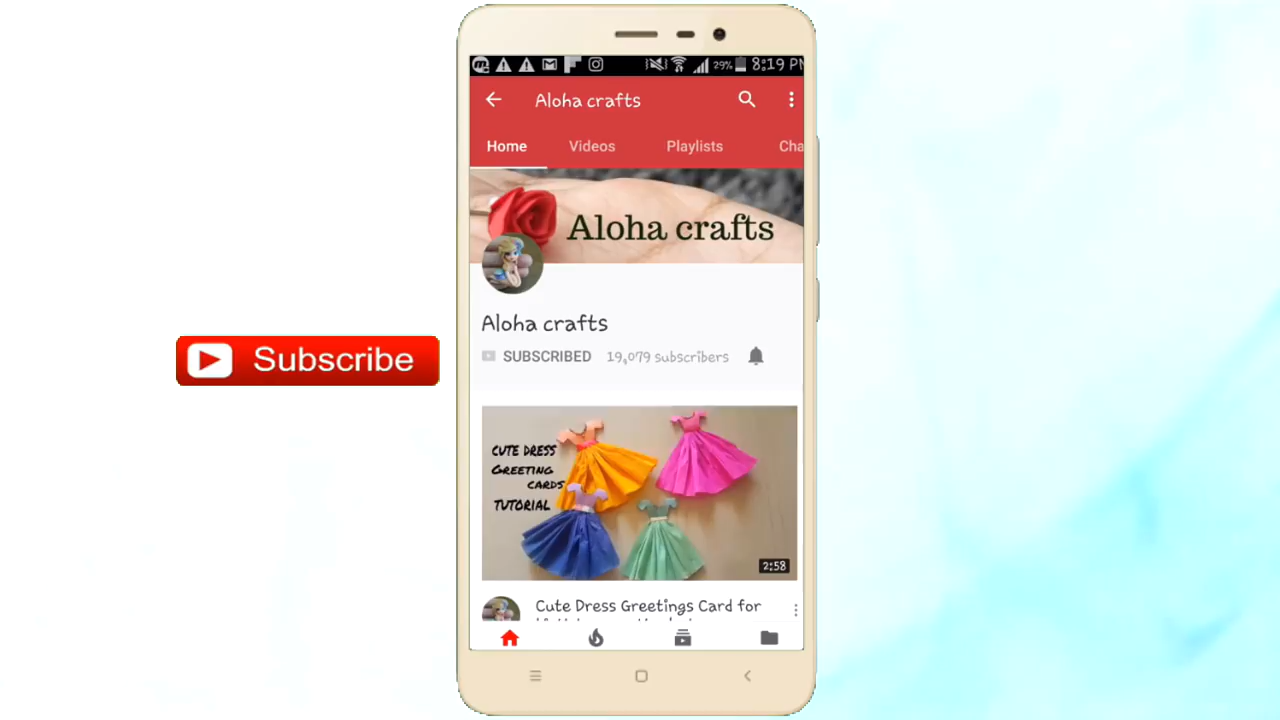 29% 8:19 PM
Aloha crafts
Home Videos Playlists Cha
Aloha crafts
Aloha crafts
SUBSCRIBED 19,079 subscribers
Subscribe
CUTE DRESS
GREETING
CARDS
TUTORIAL
2:58
Cute Dress Greetings Card for